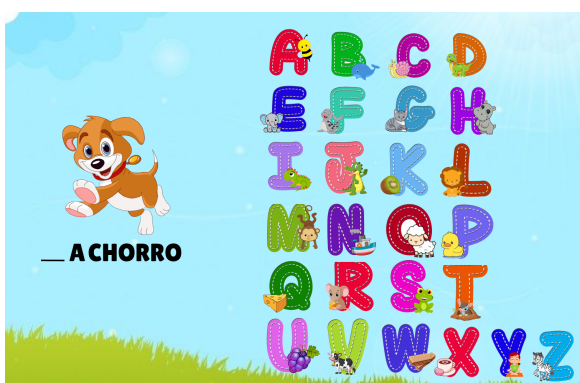 __ ACHORRO
A B C D
E F G H
I J K L
M N O P
Q R S T
U V W X Y Z